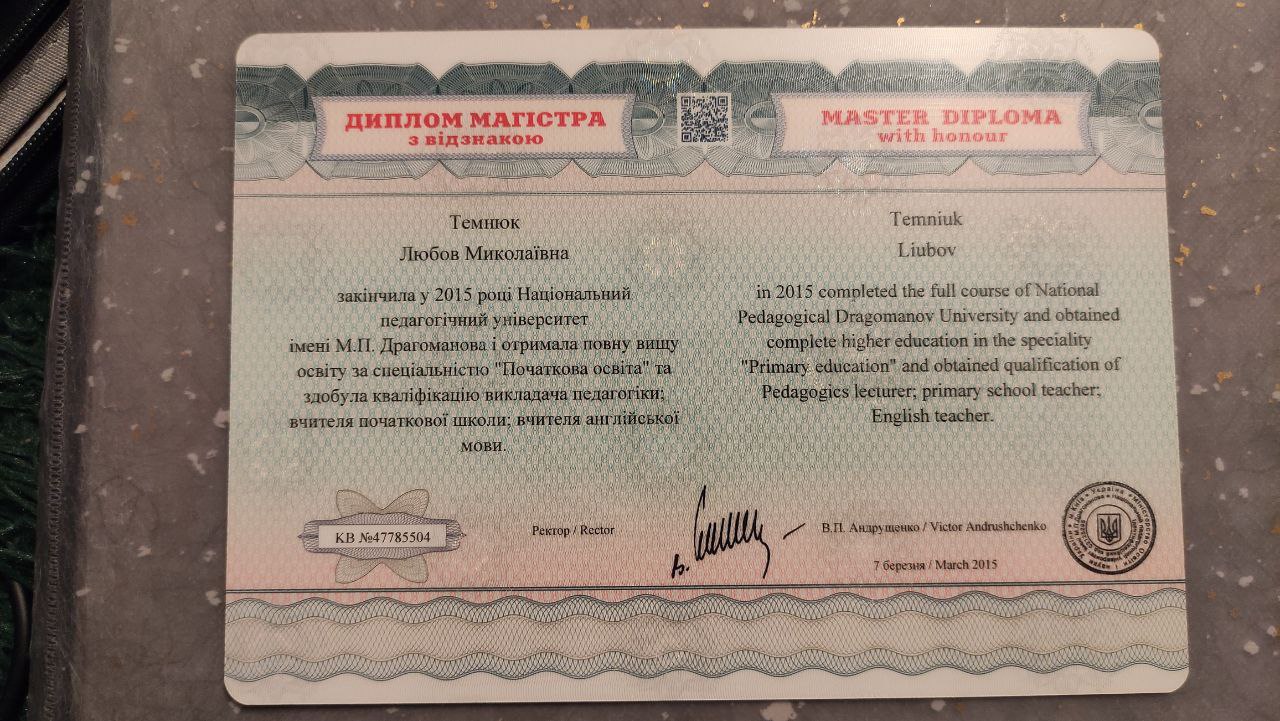 ДИПЛОМ МАГІСТРА
з відзнакою
Темнюк
Любов Миколаївна
закінчила у 2015 році Національний
педагогічний університет
імені М.П. Драгоманова і отримала повну вищу
освіту за спеціальністю "Початкова освіта" та
здобула кваліфікацію викладача педагогіки;
вчителя початкової школи; вчителя англійської
мови.
MASTER DIPLOMA
with honour
Temniuk
Liubov
in 2015 completed the full course of National
Pedagogical Dragomanov University and obtained
complete higher education in the speciality
"Primary education" and obtained qualification of
Pedagogics lecturer; primary school teacher;
English teacher.
КВ №47785504
Ректор / Rector
В.П. Андрущенко / Victor Andrushchenko
7 березня / March 2015